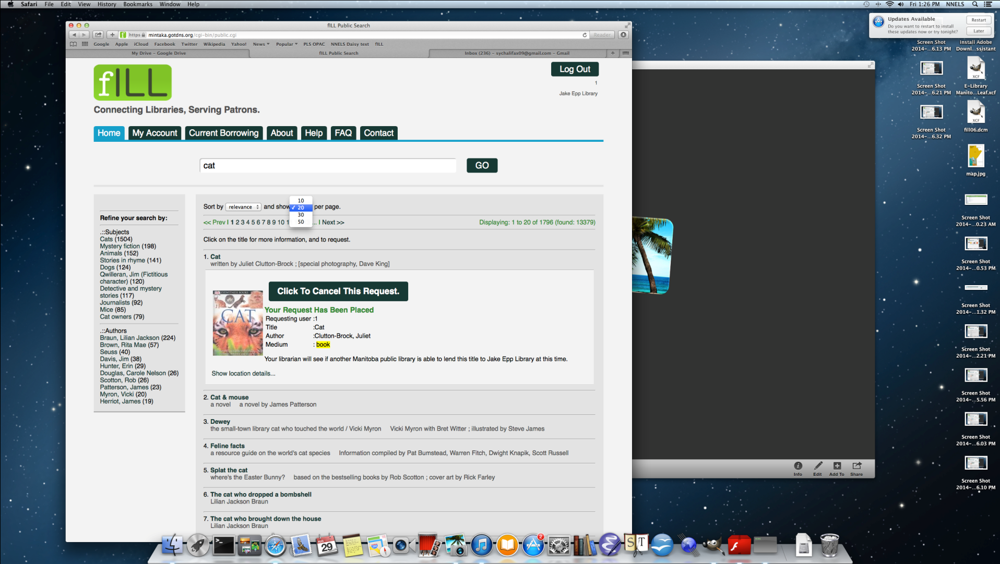 Safari File Edit View History Bookmarks Window Help
Fri 1:26 PM NNELS
fILL Public Search
https mintaka.gotdns.org/cgi-bin/public.cgi
Reader
Google Apple iCloud Facebook Twitter Wikipedia Yahoo! News Popular PLS OPAC NNELS Daisy text fILL
My Drive – Google Drive
fILL Public Search
Inbox (236) – sychalifax09@gmail.com – Gmail
fILL
Connecting Libraries, Serving Patrons.
Log Out
1
Jake Epp Library
Home My Account Current Borrowing About Help FAQ Contact
cat
GO
Refine your search by:
.::Subjects
Cats (1504)
Mystery fiction (198)
Animals (152)
Stories in rhyme (141)
Dogs (124)
Qwilleran, Jim (Fictitious
character) (120)
Detective and mystery
stories (117)
Journalists (92)
Mice (85)
Cat owners (79)
.::Authors
Braun, Lilian Jackson (224)
Brown, Rita Mae (57)
Seuss (40)
Davis, Jim (38)
Hunter, Erin (29)
Douglas, Carole Nelson (26)
Scotton, Rob (26)
Patterson, James (23)
Myron, Vicki (20)
Herriot, James (19)
Sort by relevance and show per page.
10
✓ 20
30
50
<< Prev | 1 2 3 4 5 6 7 8 9 10 1 ... | Next >>
Displaying: 1 to 20 of 1796 (found: 13379)
Click on the title for more information, and to request.
1. Cat
written by Juliet Clutton-Brock ; [special photography, Dave King]
EYEWITNESS BOOKS
CAT
Click To Cancel This Request.
Your Request Has Been Placed
Requesting user :1
Title :Cat
Author :Clutton-Brock, Juliet
Medium : book
Your librarian will see if another Manitoba public library is able to lend this title to Jake Epp Library at this time.
Show location details...
2. Cat & mouse
a novel a novel by James Patterson
3. Dewey
the small-town library cat who touched the world / Vicki Myron Vicki Myron with Bret Witter ; illustrated by Steve James
4. Feline facts
a resource guide on the world's cat species Information compiled by Pat Bumstead, Warren Fitch, Dwight Knapik, Scott Russell
5. Splat the cat
where's the Easter Bunny? based on the bestselling books by Rob Scotton ; cover art by Rick Farley
6. The cat who dropped a bombshell
Lilian Jackson Braun
7. The cat who brought down the house
Lilian Jackson Braun
Updates Available
Do you want to restart to install
these updates now or try tonight?
Restart
Later
Screen Shot
2014-...6.13 PM
Install Adobe
Downl...ssistant
Screen Shot
2014-...6.21 PM
XCF
E-Library
Manito...Leaf.xcf
Screen Shot
2014-...6.32 PM
XCF
fill06.dcm
map.jpg
Screen Shot
2014-...0.23 AM
Screen Shot
2014-...0.53 PM
Screen Shot
2014-...1.32 PM
Screen Shot
2014-...2.21 PM
Screen Shot
2014-...5.56 PM
Screen Shot
2014-...6.03 PM
Screen Shot
2014-...6.10 PM
Info Edit Add To Share
AUG
29
2
S T